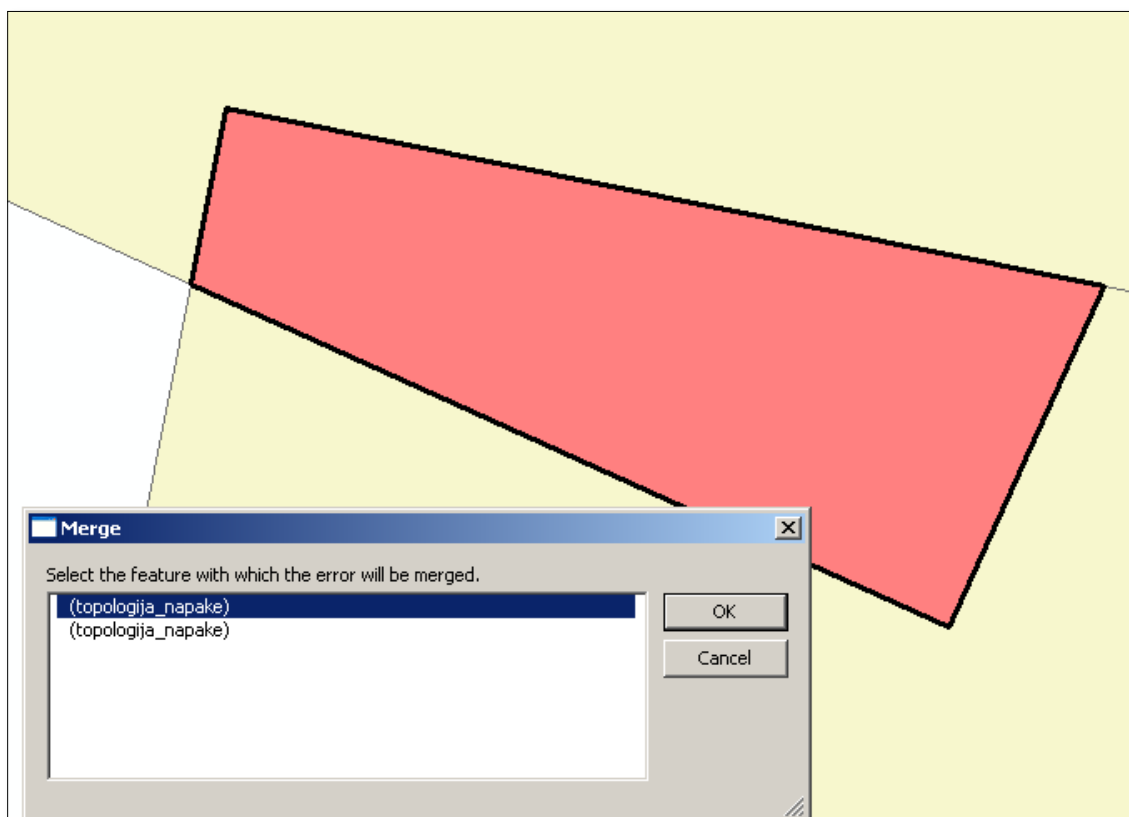 Merge
Select the feature with which the error will be merged.
(topologija_napake)
(topologija_napake)
OK
Cancel